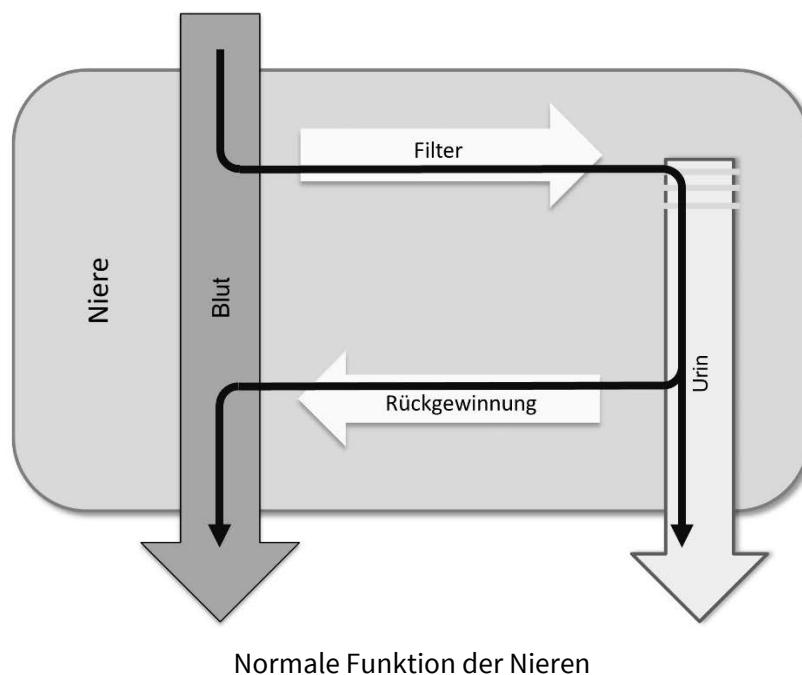 Filter
Niere
Blut
Urin
Rückgewinnung
Normale Funktion der Nieren